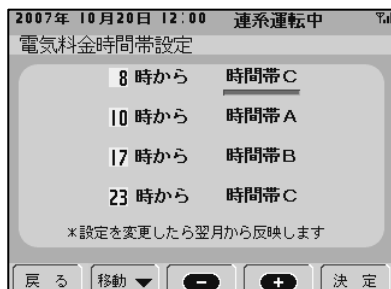 2007年 10月20日 12:00 連系運転中
電気料金時間帯設定
8 時から 時間帯C
10 時から 時間帯A
17 時から 時間帯B
23 時から 時間帯C
*設定を変更したら翌月から反映します
戻る 移動▼ − + 決定